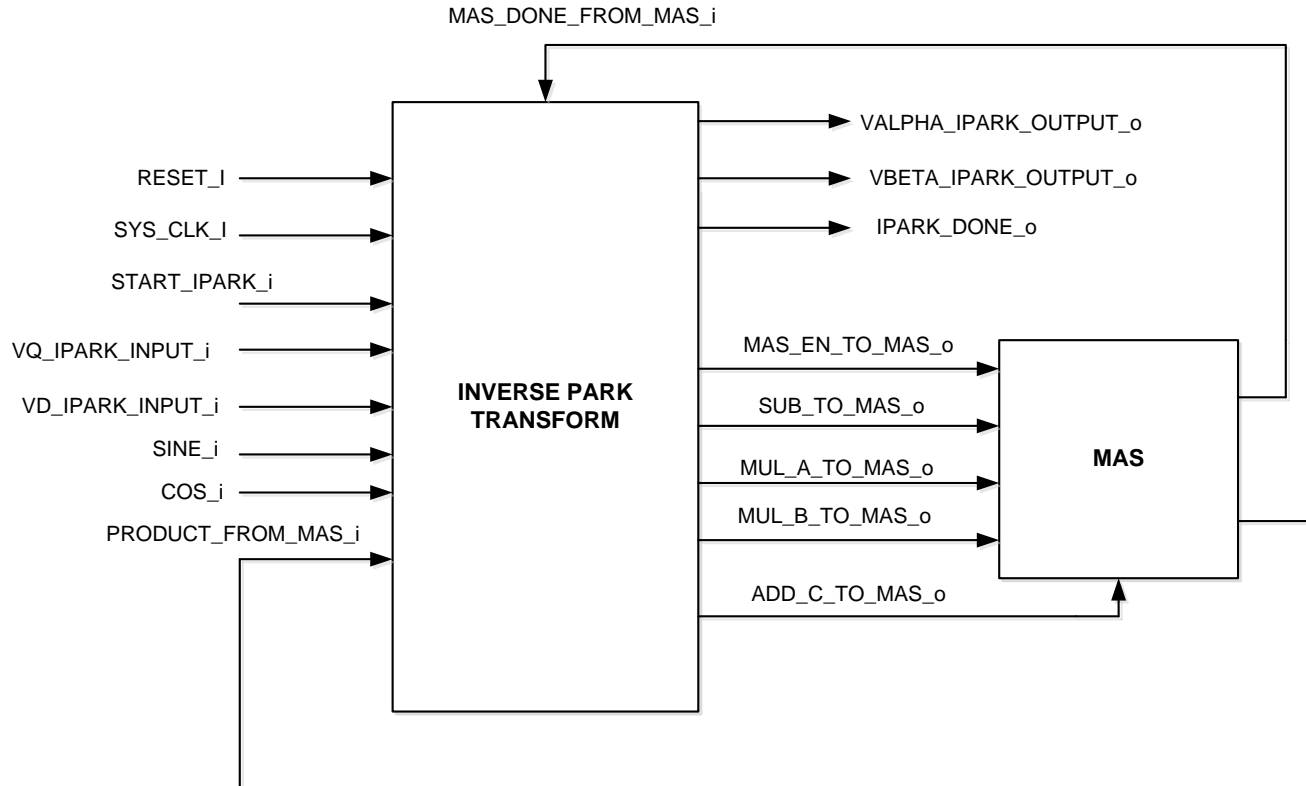 MAS_DONE_FROM_MAS_i
VALPHA_IPARK_OUTPUT_o
RESET_I
VBETA_IPARK_OUTPUT_o
SYS_CLK_I
IPARK_DONE_o
START_IPARK_i
VQ_IPARK_INPUT_i
MAS_EN_TO_MAS_o
INVERSE PARK
TRANSFORM
VD_IPARK_INPUT_i
SUB_TO_MAS_o
SINE_i
MAS
MUL_A_TO_MAS_o
COS_i
MUL_B_TO_MAS_o
PRODUCT_FROM_MAS_i
ADD_C_TO_MAS_o